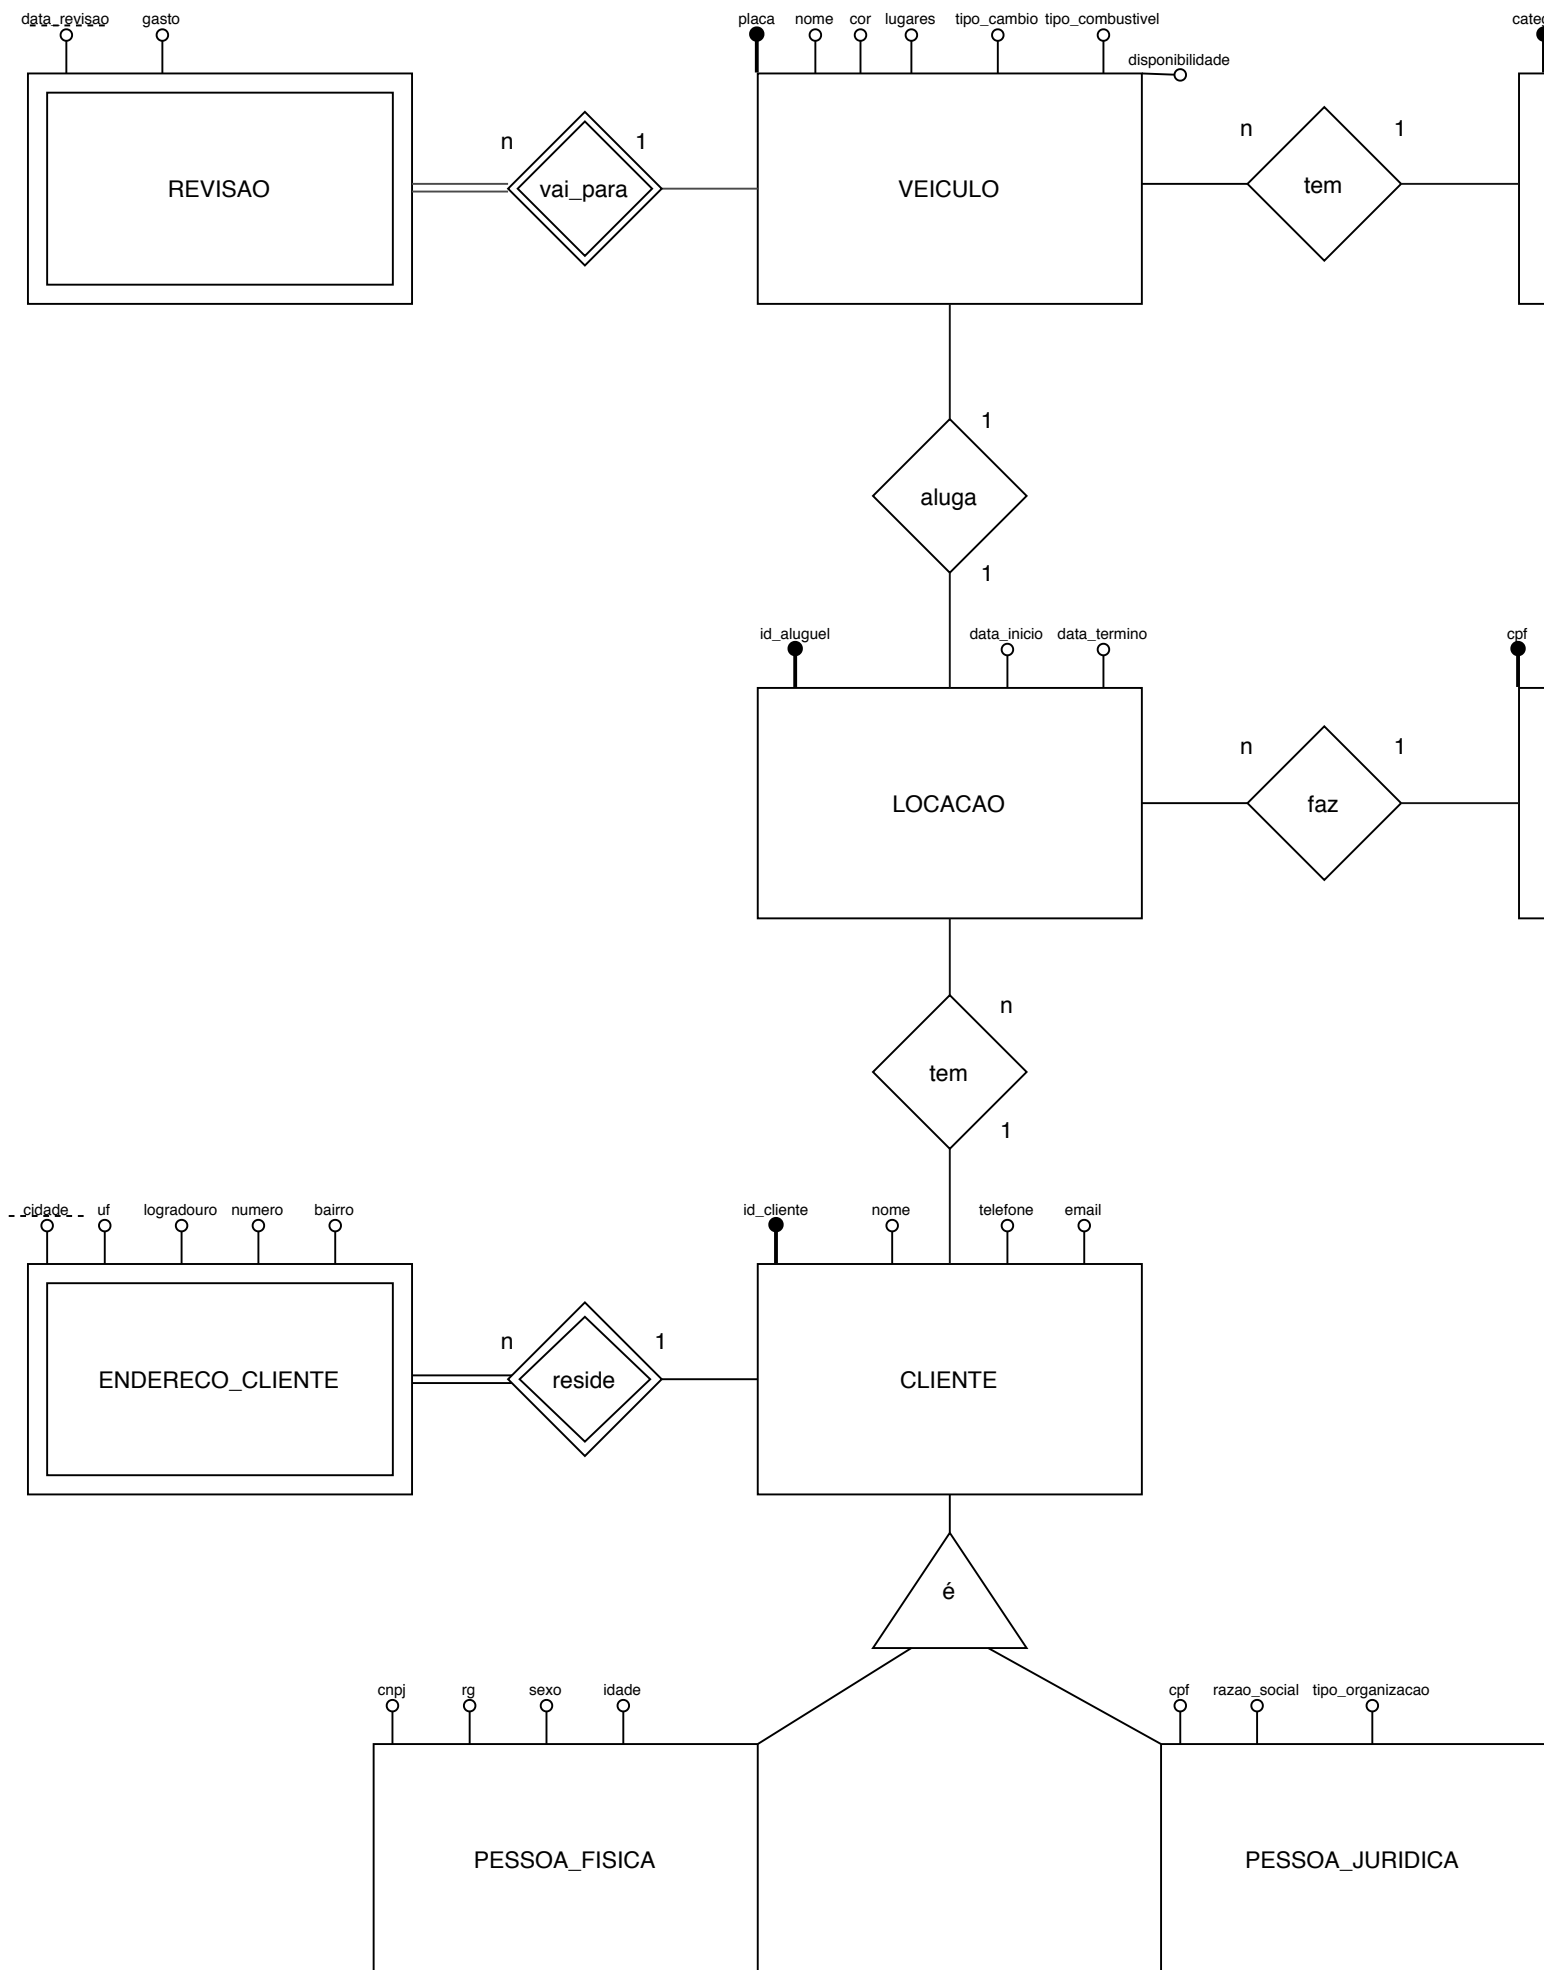 data_revisao gasto
placa nome cor lugares tipo_cambio tipo_combustivel
disponibilidade
n 1 n 1
REVISAO vai_para VEICULO tem
1
aluga
1
id_aluguel data_inicio data_termino cpf
n 1
LOCACAO faz
n
tem
1
cidade uf logradouro numero bairro id_cliente nome telefone email
n 1
ENDERECO_CLIENTE reside CLIENTE
é
cnpj rg sexo idade cpf razao_social tipo_organizacao
PESSOA_FISICA PESSOA_JURIDICA